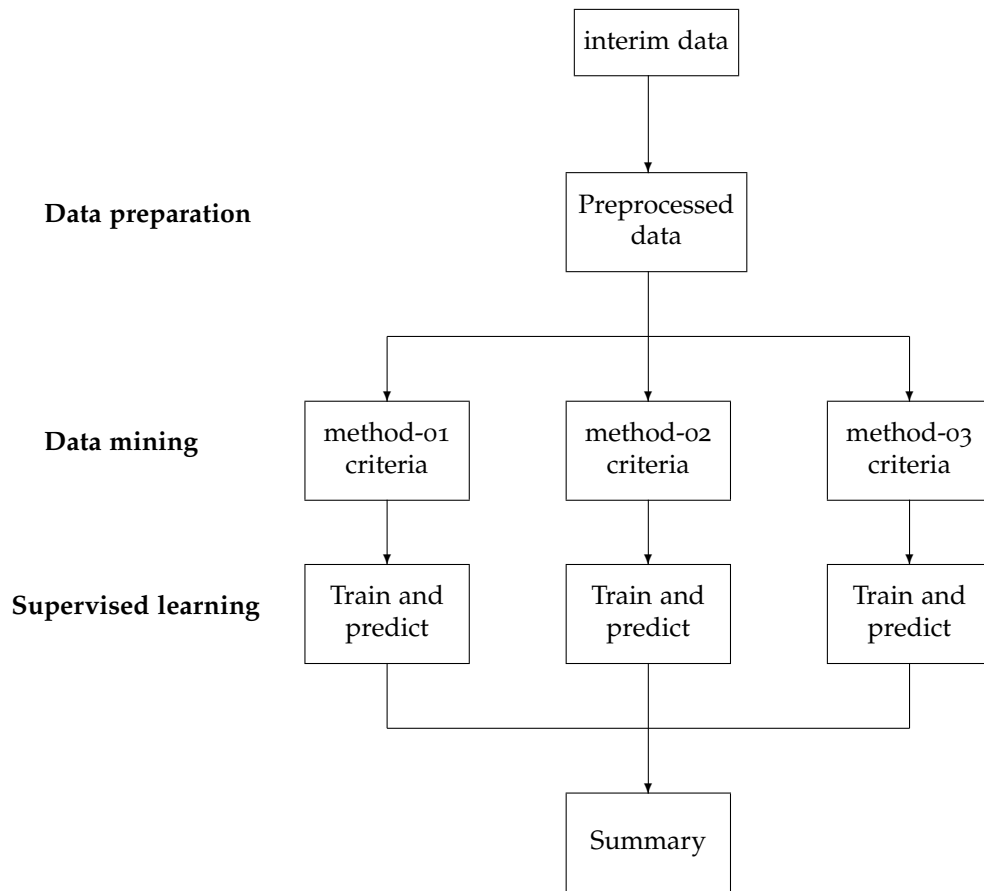 interim data
Data preparation
Preprocessed
data
Data mining
method-01
criteria
method-02
criteria
method-03
criteria
Supervised learning
Train and
predict
Train and
predict
Train and
predict
Summary